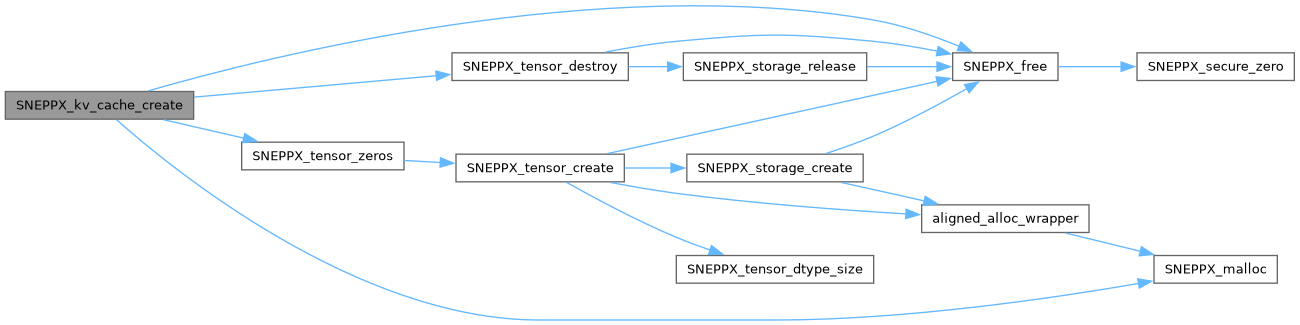 SNEPPX_kv_cache_create
SNEPPX_tensor_destroy
SNEPPX_storage_release
SNEPPX_free
SNEPPX_secure_zero
SNEPPX_tensor_zeros
SNEPPX_tensor_create
SNEPPX_storage_create
aligned_alloc_wrapper
SNEPPX_tensor_dtype_size
SNEPPX_malloc